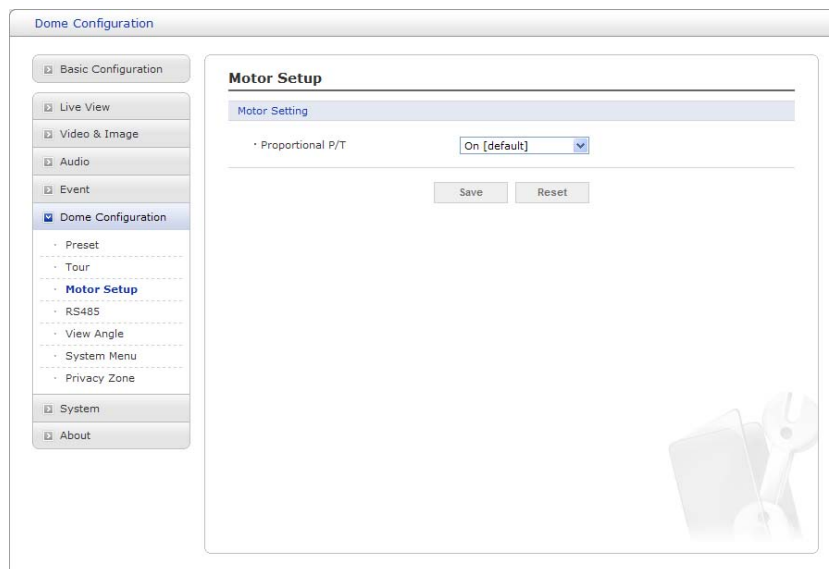 Dome Configuration
Basic Configuration
Live View
Video & Image
Audio
Event
Dome Configuration
· Preset
· Tour
· Motor Setup
· RS485
· View Angle
· System Menu
· Privacy Zone
System
About
Motor Setup
Motor Setting
· Proportional P/T
On [default]
Save
Reset